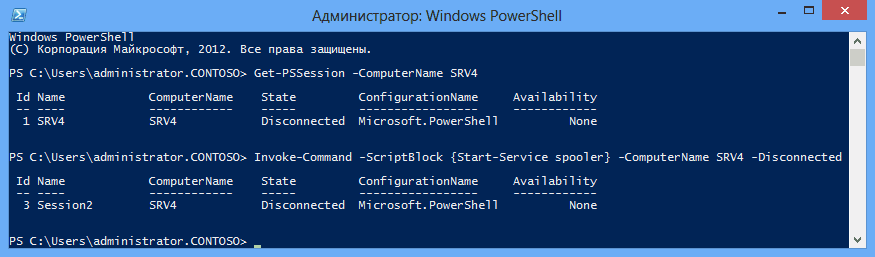 Администратор: Windows PowerShell
Windows PowerShell
(C) Корпорация Майкрософт, 2012. Все права защищены.
PS C:\Users\administrator.CONTOSO> Get-PSSession -ComputerName SRV4
Id Name ComputerName State ConfigurationName Availability
-- ---- ------------ ----- ----------------- ------------
1 SRV4 SRV4 Disconnected Microsoft.PowerShell None
PS C:\Users\administrator.CONTOSO> Invoke-Command -ScriptBlock {Start-Service spooler} -ComputerName SRV4 -Disconnected
Id Name ComputerName State ConfigurationName Availability
-- ---- ------------ ----- ----------------- ------------
3 Session2 SRV4 Disconnected Microsoft.PowerShell None
PS C:\Users\administrator.CONTOSO> _